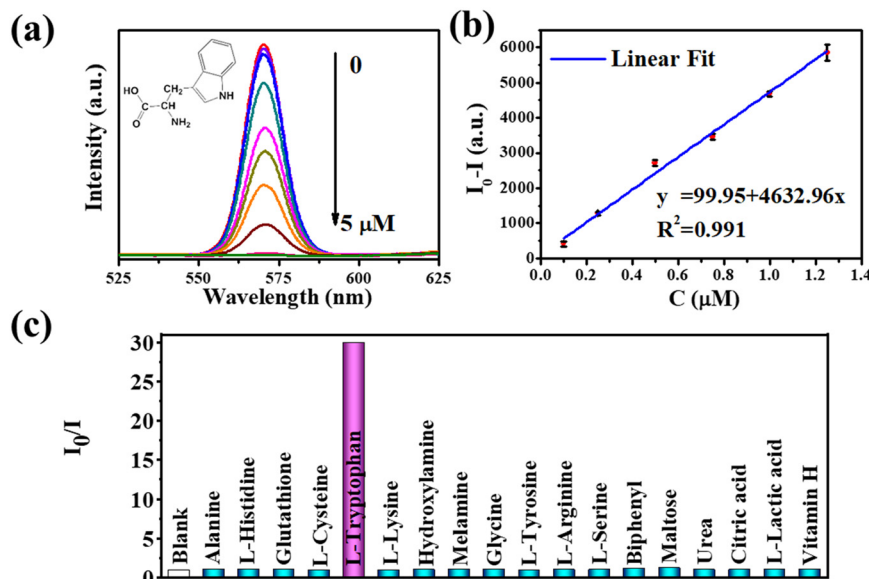 (a)
Intensity (a.u.)
HO
C
O
CH
CH2
NH2
NH
0
5 μM
525
550
575
600
625
Wavelength (nm)
(b)
I0-I (a.u.)
6000
5000
4000
3000
2000
1000
0
Linear Fit
y =99.95+4632.96x
R2=0.991
0.0
0.2
0.4
0.6
0.8
1.0
1.2
1.4
C (μM)
(c)
I0/I
30
25
20
15
10
5
0
Blank
Alanine
L-Histidine
Glutathione
L-Cysteine
L-Tryptophan
L-Lysine
Hydroxylamine
Melamine
Glycine
L-Tyrosine
L-Arginine
L-Serine
Biphenyl
Maltose
Urea
Citric acid
L-Lactic acid
Vitamin H